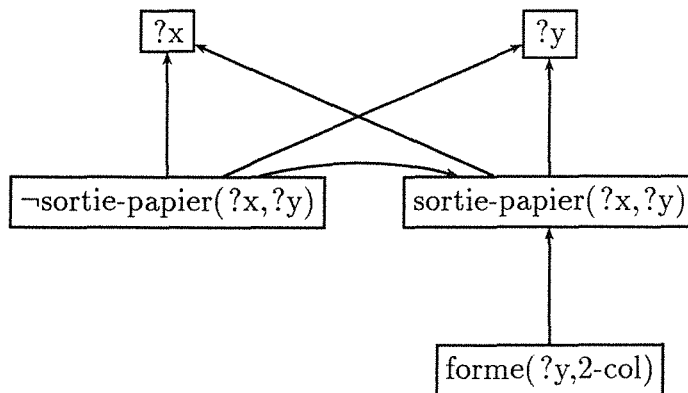 ?x
?y
¬sortie-papier(?x,?y)
sortie-papier(?x,?y)
forme(?y,2-col)